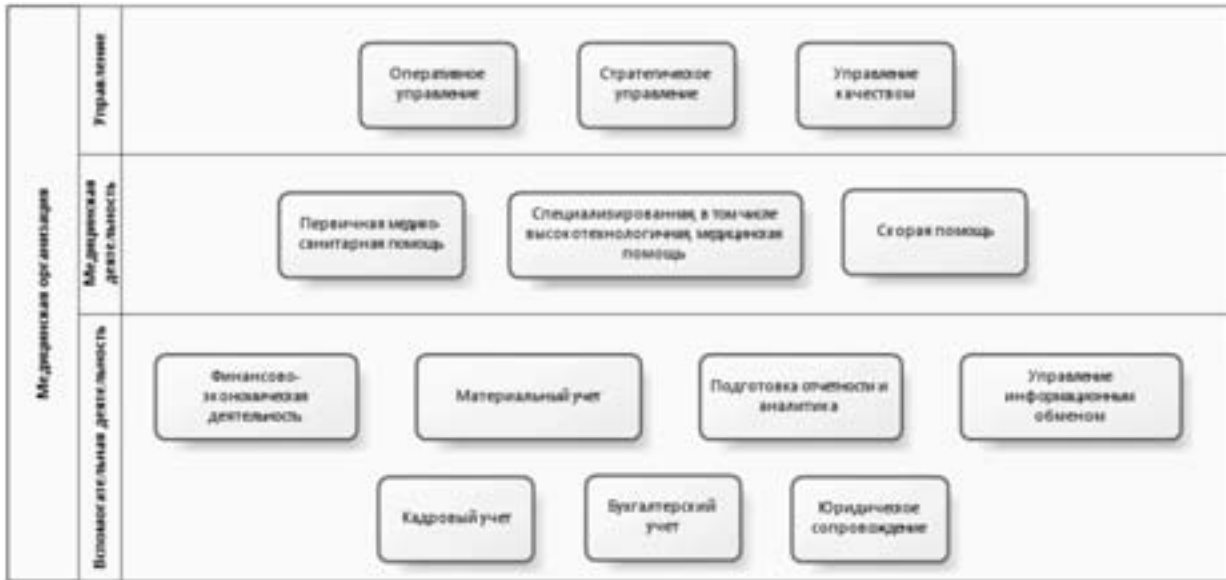 Медицинская организация
Управление
Оперативное
управление
Стратегическое
управление
Управление
качеством
Медицинская
деятельность
Первичная медико-
санитарная помощь
Специализированная, в том числе
высокотехнологичная, медицинская
помощь
Скорая помощь
Вспомогательная деятельность
Финансово-
экономическая
деятельность
Материальный учет
Подготовка отчетности и
аналитика
Управление
информационным
обменом
Кадровый учет
Бухгалтерский
учет
Юридическое
сопровождение